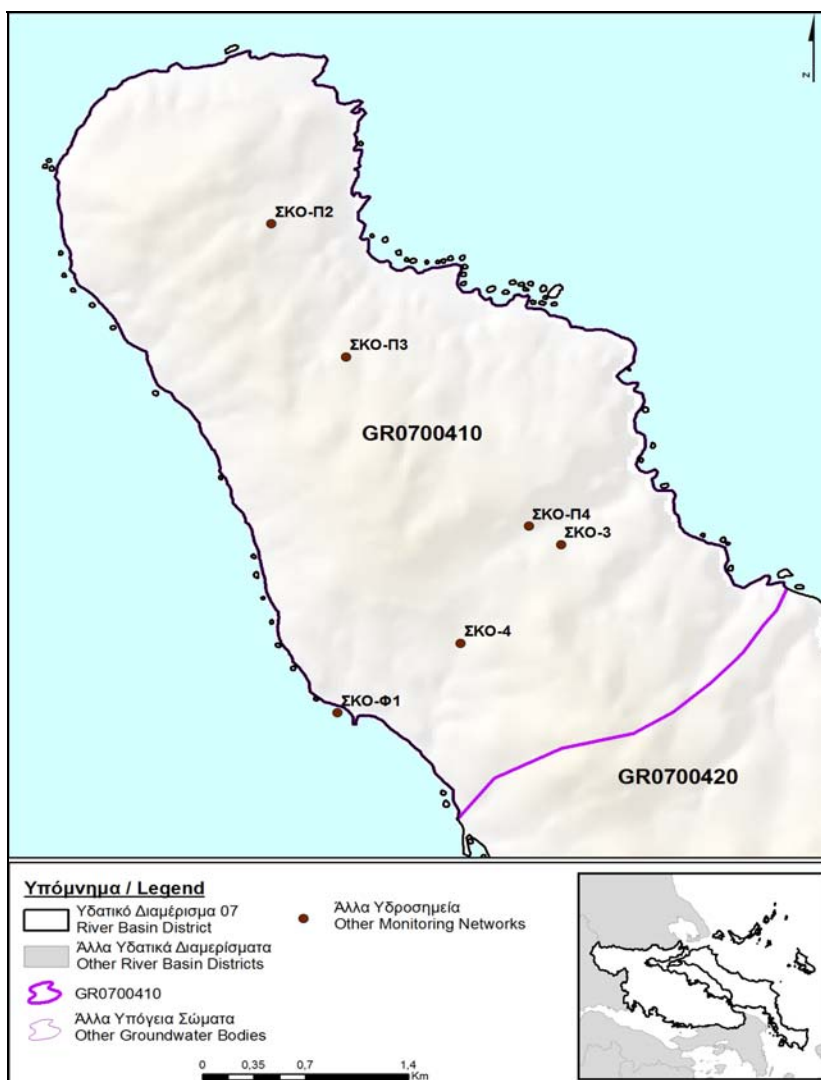 Z
ΣΚΟ-Π2
ΣΚΟ-Π3
GR0700410
ΣΚΟ-Π4
ΣΚΟ-3
ΣΚΟ-4
ΣΚΟ-Φ1
GR0700420
Υπόμνημα / Legend
Υδατικό Διαμέρισμα 07
River Basin District
Άλλα Υδατικά Διαμερίσματα
Other River Basin Districts
GR0700410
Άλλα Υπόγεια Σώματα
Other Groundwater Bodies
Άλλα Υδροσημεία
Other Monitoring Networks
0 0,35 0,7 1,4
Km